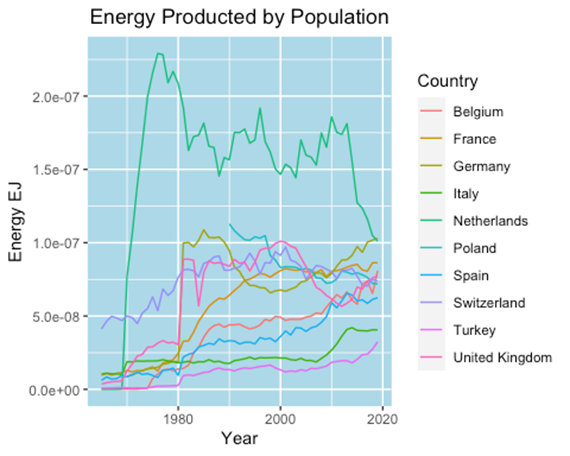 Energy Producted by Population
Energy EJ
2.0e-07
1.5e-07
1.0e-07
5.0e-08
0.0e+00
1980
2000
2020
Year
Country
Belgium
France
Germany
Italy
Netherlands
Poland
Spain
Switzerland
Turkey
United Kingdom